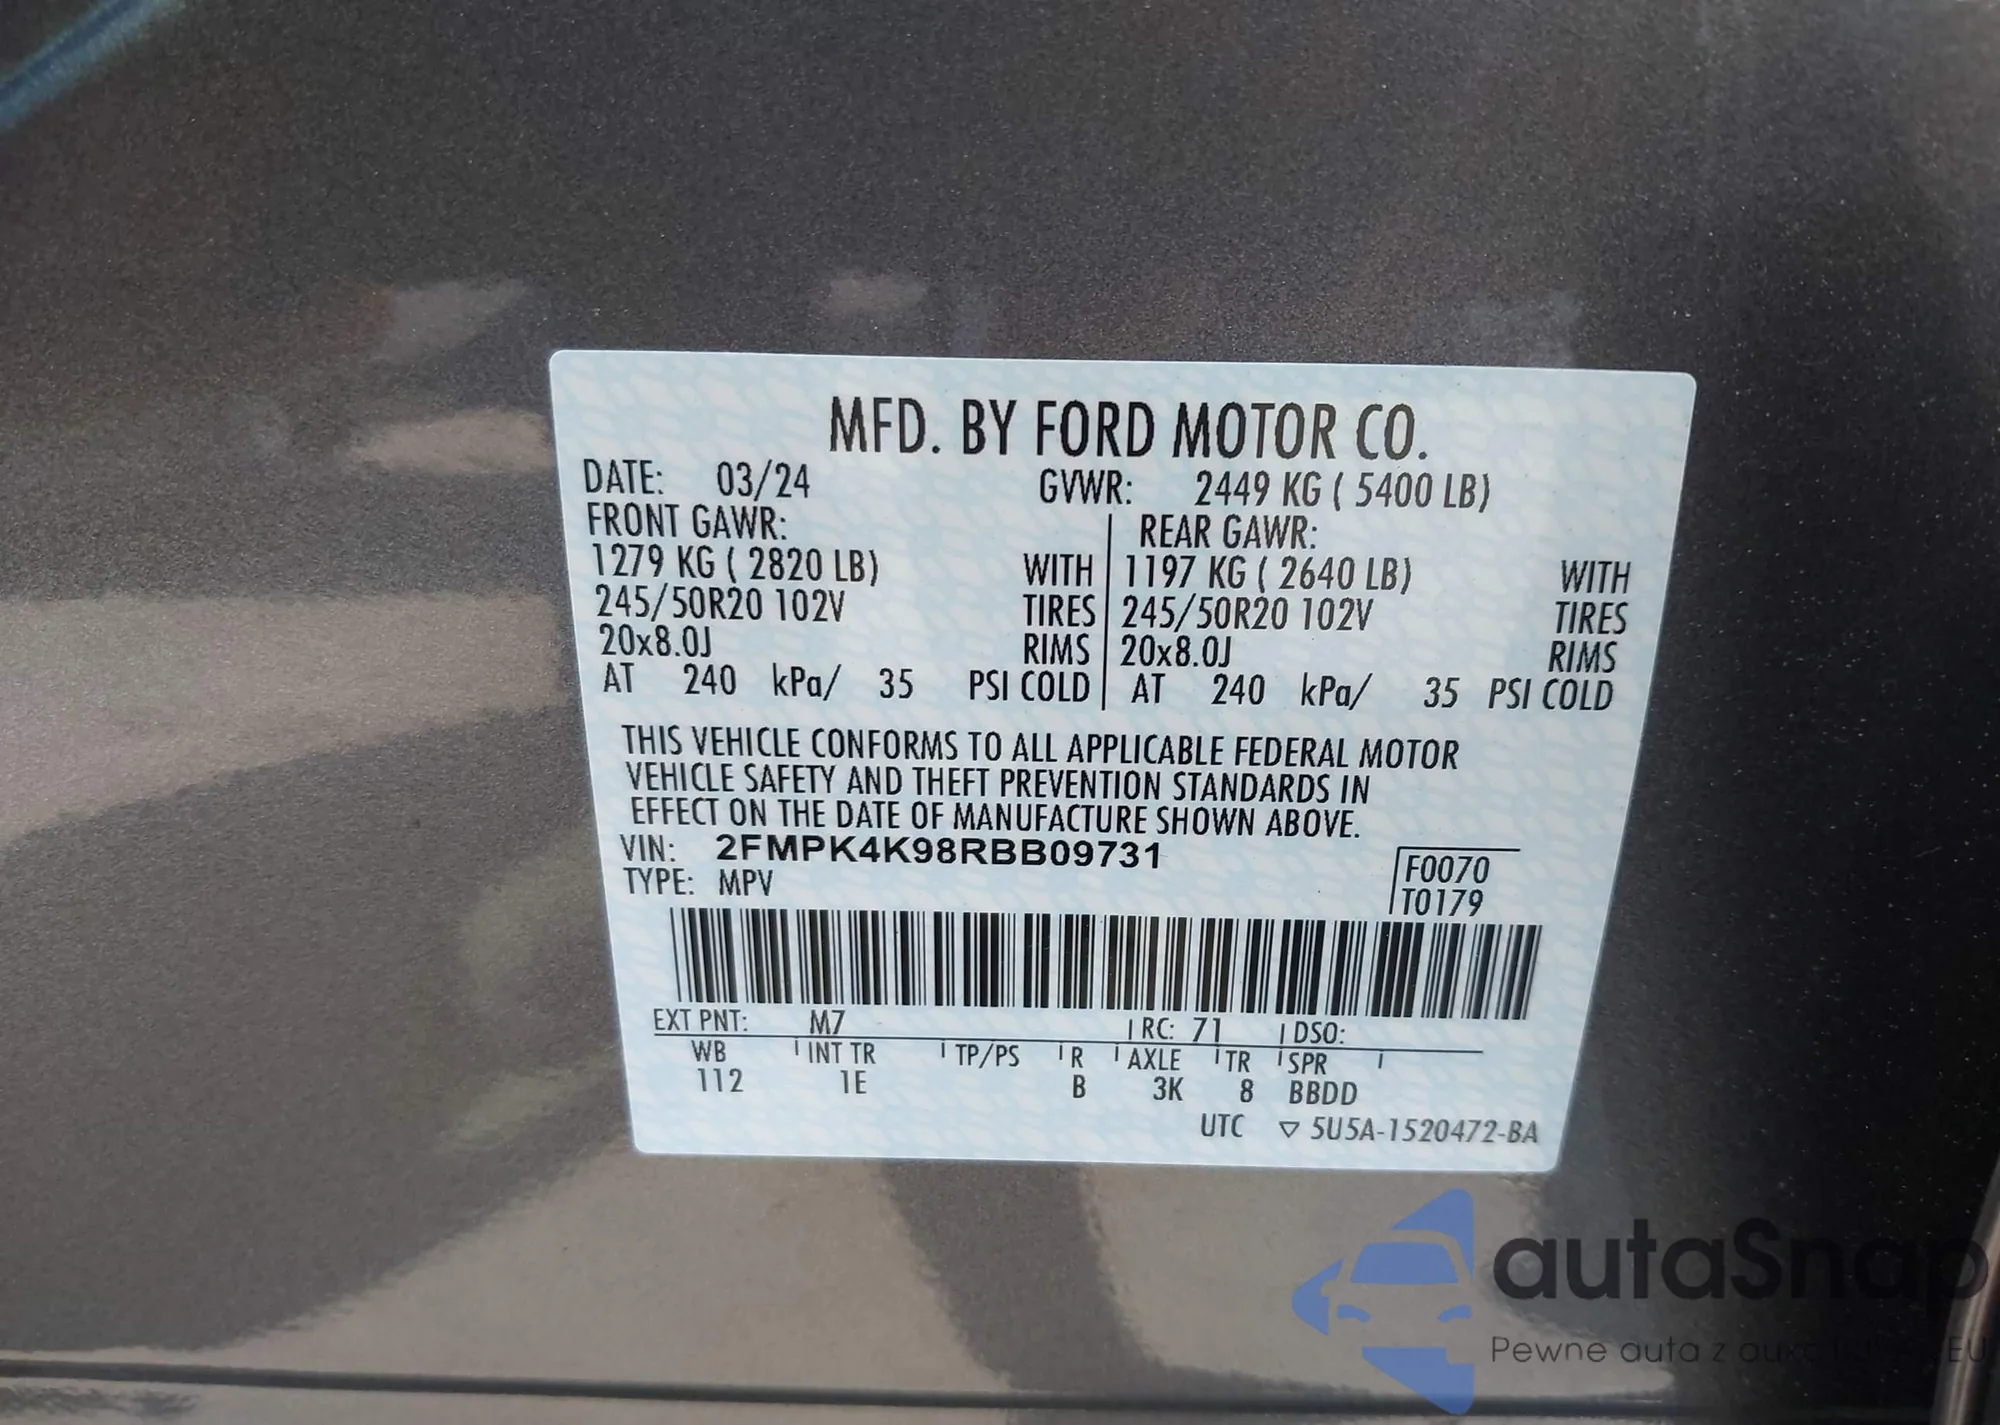 MFD. BY FORD MOTOR CO.
DATE: 03/24 GVWR: 2449 KG ( 5400 LB)
FRONT GAWR: REAR GAWR:
1279 KG ( 2820 LB) WITH 1197 KG ( 2640 LB) WITH
245/50R20 102V TIRES 245/50R20 102V TIRES
20x8.0J RIMS 20x8.0J RIMS
AT 240 kPa/ 35 PSI COLD AT 240 kPa/ 35 PSI COLD
THIS VEHICLE CONFORMS TO ALL APPLICABLE FEDERAL MOTOR
VEHICLE SAFETY AND THEFT PREVENTION STANDARDS IN
EFFECT ON THE DATE OF MANUFACTURE SHOWN ABOVE.
VIN: 2FMPK4K98RBB09731
TYPE: MPV
F0070
T0179
EXT PNT: M7 RC: 71 DSO:
WB INT TR TP/PS R AXLE TR SPR
112 1E B 3K 8 BBDD
UTC ▽ 5U5A-1520472-BA
autaSnap
Pewne auta z EU